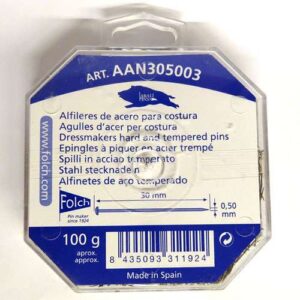 ART. AAN305003
Alfileres de acero para costura
Agulles d'acer per costura
Dressmakers hard and tempered pins
Epingles à piquer en acier trempé
Spilli in acciao temperato
Stahl stecknadeln
Alfinetes de aço temperado
www.folch.com
Folch
Pin maker
since 1924
30 mm
0,50
mm
100 g
aprox.
approx.
8 435093 311924
Made in Spain